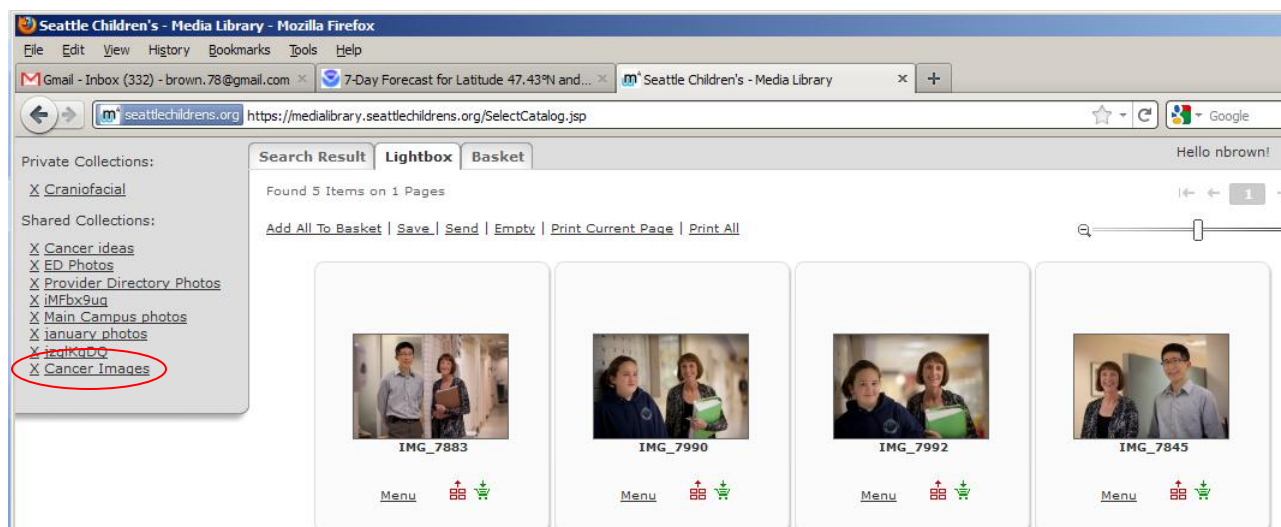 Seattle Children's - Media Library - Mozilla Firefox
File Edit View History Bookmarks Tools Help
Gmail - Inbox (332) - brown.78@gmail.com 7-Day Forecast for Latitude 47.43°N and... Seattle Children's - Media Library
seattlechildrens.org https://medialibrary.seattlechildrens.org/SelectCatalog.jsp Google
Private Collections:
X Craniofacial
Shared Collections:
X Cancer ideas
X ED Photos
X Provider Directory Photos
X iMFbx9ug
X Main Campus photos
X january photos
X jzqlKgDQ
X Cancer Images
Search Result Lightbox Basket Hello nbrown!
Found 5 Items on 1 Pages 1
Add All To Basket | Save | Send | Empty | Print Current Page | Print All
IMG_7883 IMG_7990 IMG_7992 IMG_7845
Menu Menu Menu Menu